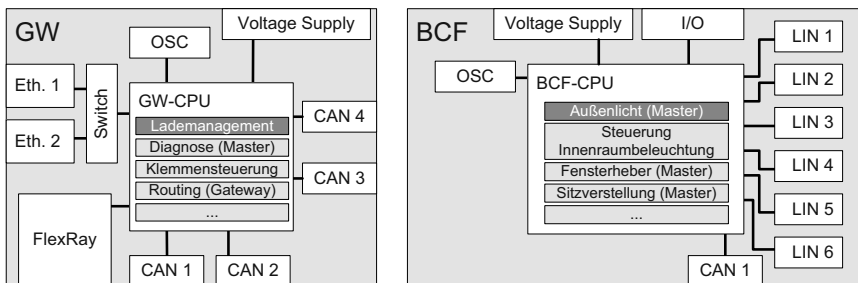 GW
Voltage Supply
OSC
Eth. 1
Eth. 2
Switch
GW-CPU
Lademanagement
Diagnose (Master)
Klemmensteuerung
Routing (Gateway)
...
CAN 4
CAN 3
FlexRay
CAN 1
CAN 2
BCF
Voltage Supply
I/O
OSC
BCF-CPU
Außenlicht (Master)
Steuerung
Innenraumbeleuchtung
Fensterheber (Master)
Sitzverstellung (Master)
...
LIN 1
LIN 2
LIN 3
LIN 4
LIN 5
LIN 6
CAN 1